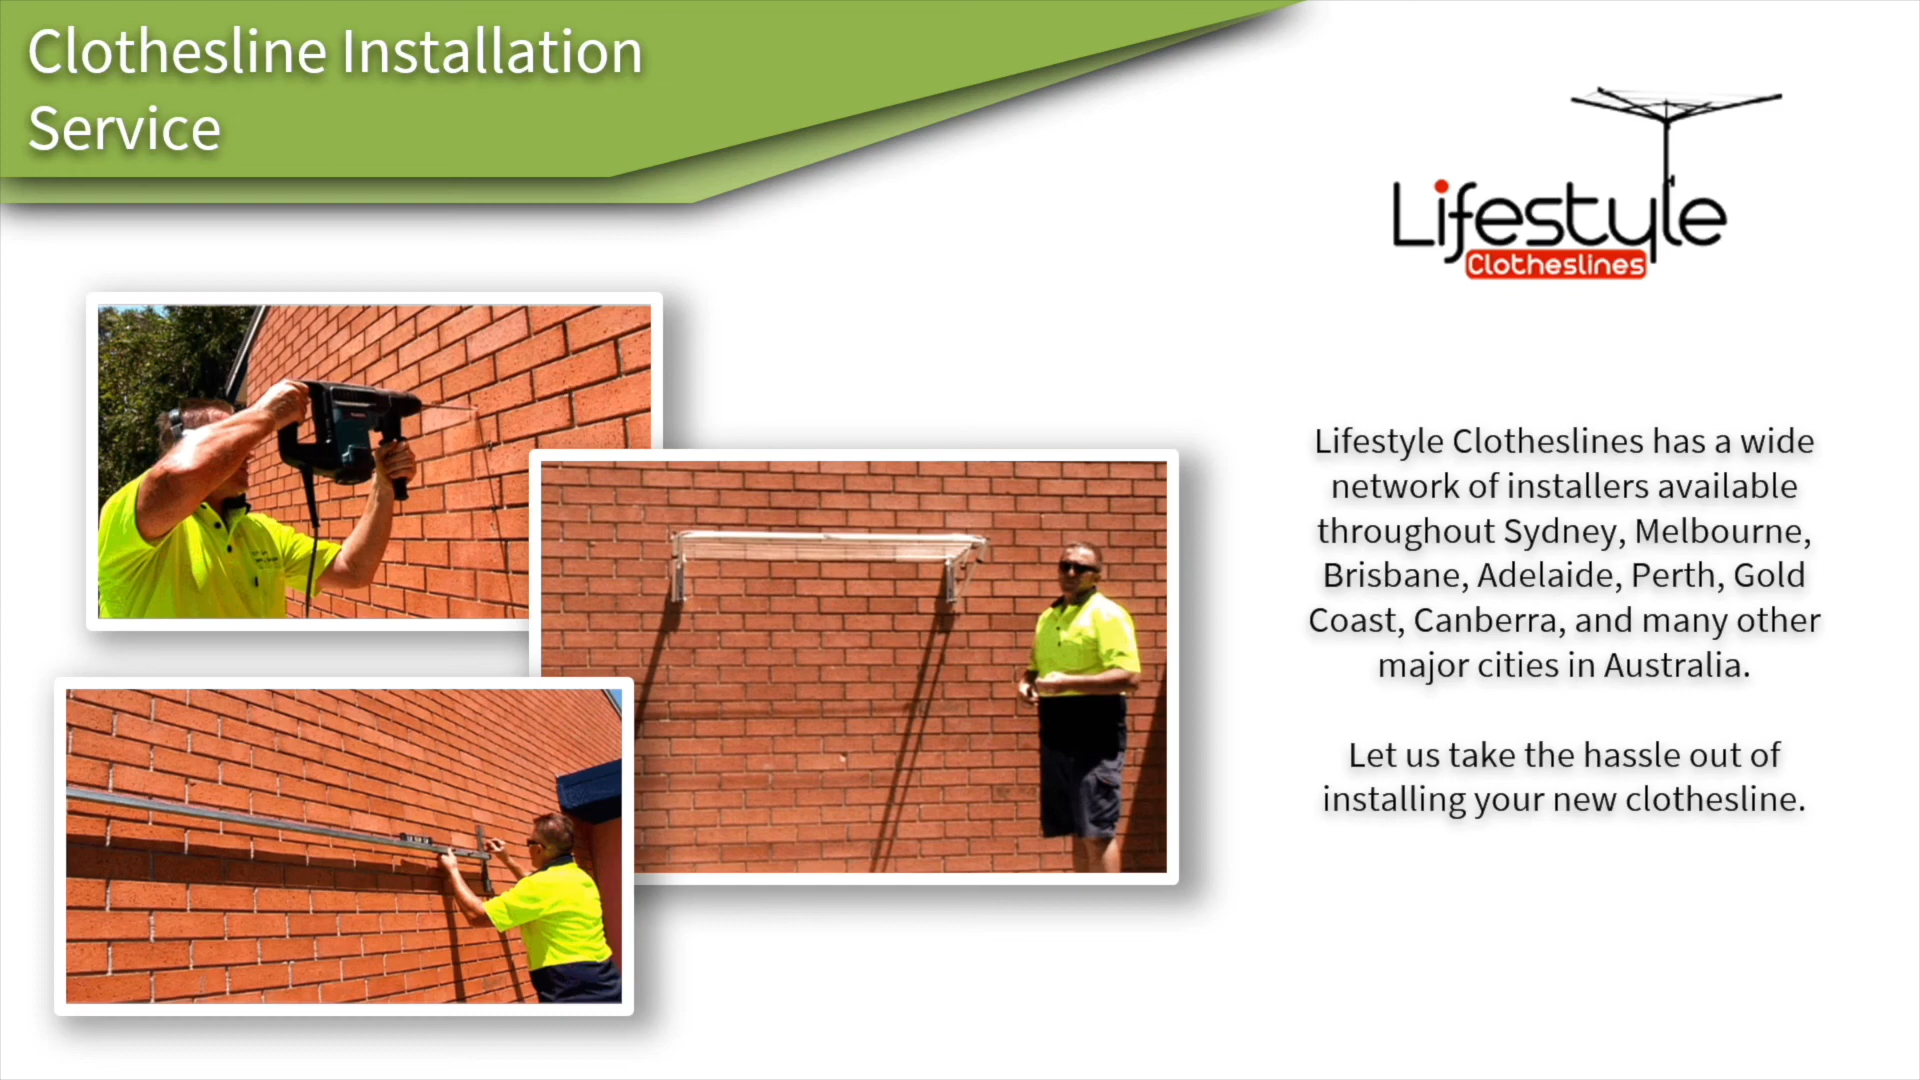 Clothesline Installation
Service
Lifestyle
Clotheslines
Lifestyle Clotheslines has a wide
network of installers available
throughout Sydney, Melbourne,
Brisbane, Adelaide, Perth, Gold
Coast, Canberra, and many other
major cities in Australia.
Let us take the hassle out of
installing your new clothesline.